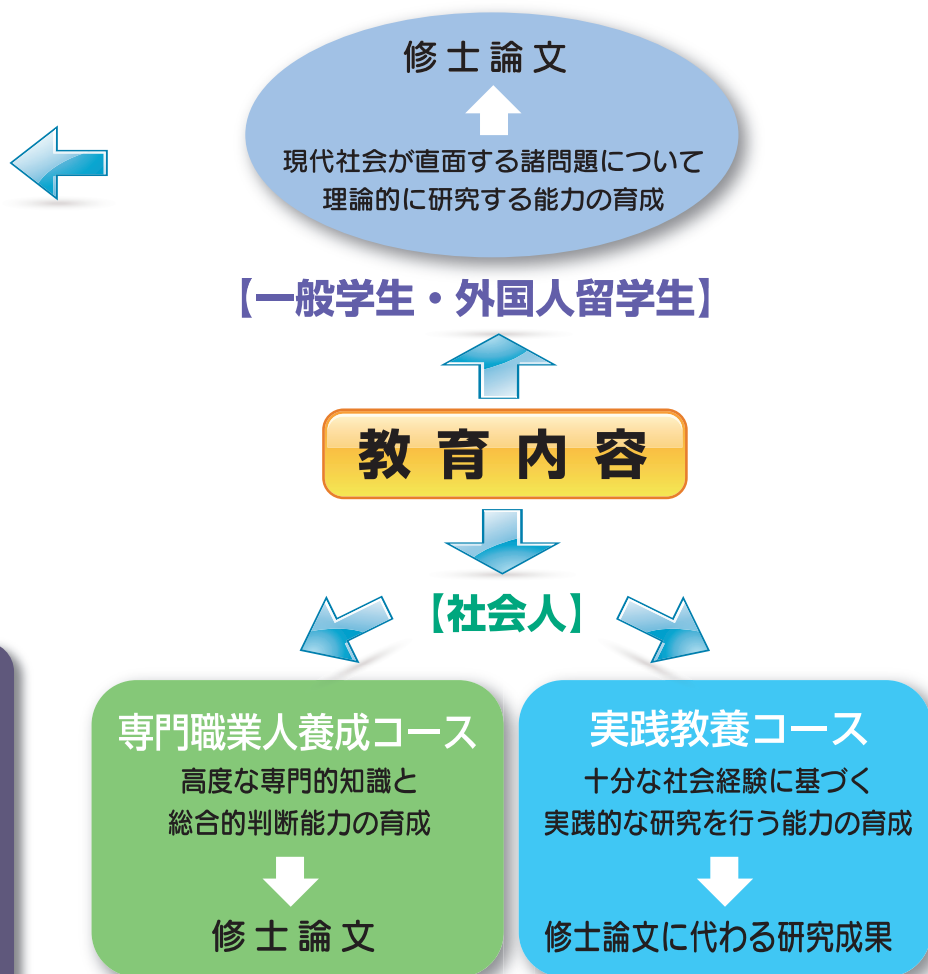 修士論文
現代社会が直面する諸問題について
理論的に研究する能力の育成
【一般学生・外国人留学生】
教育内容
【社会人】
専門職業人養成コース
高度な専門的知識と
総合的判断能力の育成
修士論文
実践教養コース
十分な社会経験に基づく
実践的な研究を行う能力の育成
修士論文に代わる研究成果